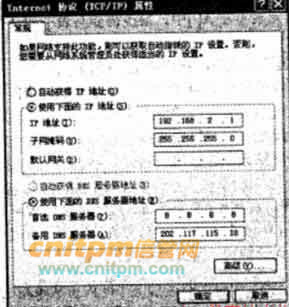 Internet 协议 (TCP/IP) 属性
常规
如果网络支持此功能，则可以获取自动指派的 IP 设置。否则，
您需要从网络系统管理员处获得适当的 IP 设置。
自动获得 IP 地址(O)
使用下面的 IP 地址(S):
IP 地址(I): 192 .168 . 2 . 1
子网掩码(U): 255 .255 .255 . 0
默认网关(D): . . .
自动获得 DNS 服务器地址(B)
使用下面的 DNS 服务器地址(E):
首选 DNS 服务器(P): 8 . 8 . 8 . 8
备用 DNS 服务器(A): 202 .117 .115 .18
cnitpm信管网
www.cnitpm.com
高级(V)...
确定 取消